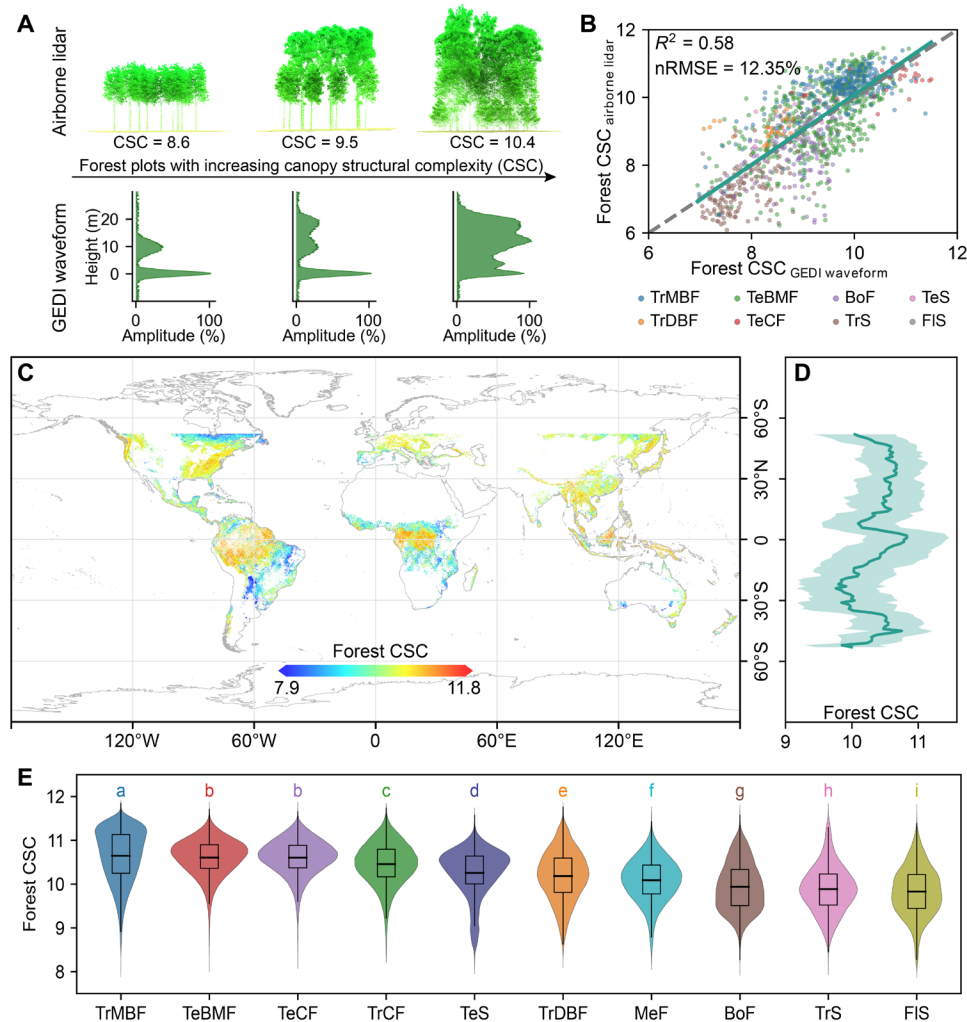 A
Airborne lidar
CSC = 8.6
CSC = 9.5
CSC = 10.4
Forest plots with increasing canopy structural complexity (CSC)
GEDI waveform
Height (m)
20
10
0
0
100
0
100
0
100
Amplitude (%)
Amplitude (%)
Amplitude (%)
B
R² = 0.58
nRMSE = 12.35%
Forest CSC airborne lidar
12
10
8
6
6
8
10
12
Forest CSC GEDI waveform
TrMBF
TeBMF
BoF
TeS
TrDBF
TeCF
TrS
FlS
C
Forest CSC
7.9
11.8
120°W
60°W
0
60°E
120°E
60°S
30°N
0
30°S
60°S
D
Forest CSC
9
10
11
E
Forest CSC
12
11
10
9
8
a
b
b
c
d
e
f
g
h
i
TrMBF
TeBMF
TeCF
TrCF
TeS
TrDBF
MeF
BoF
TrS
FlS